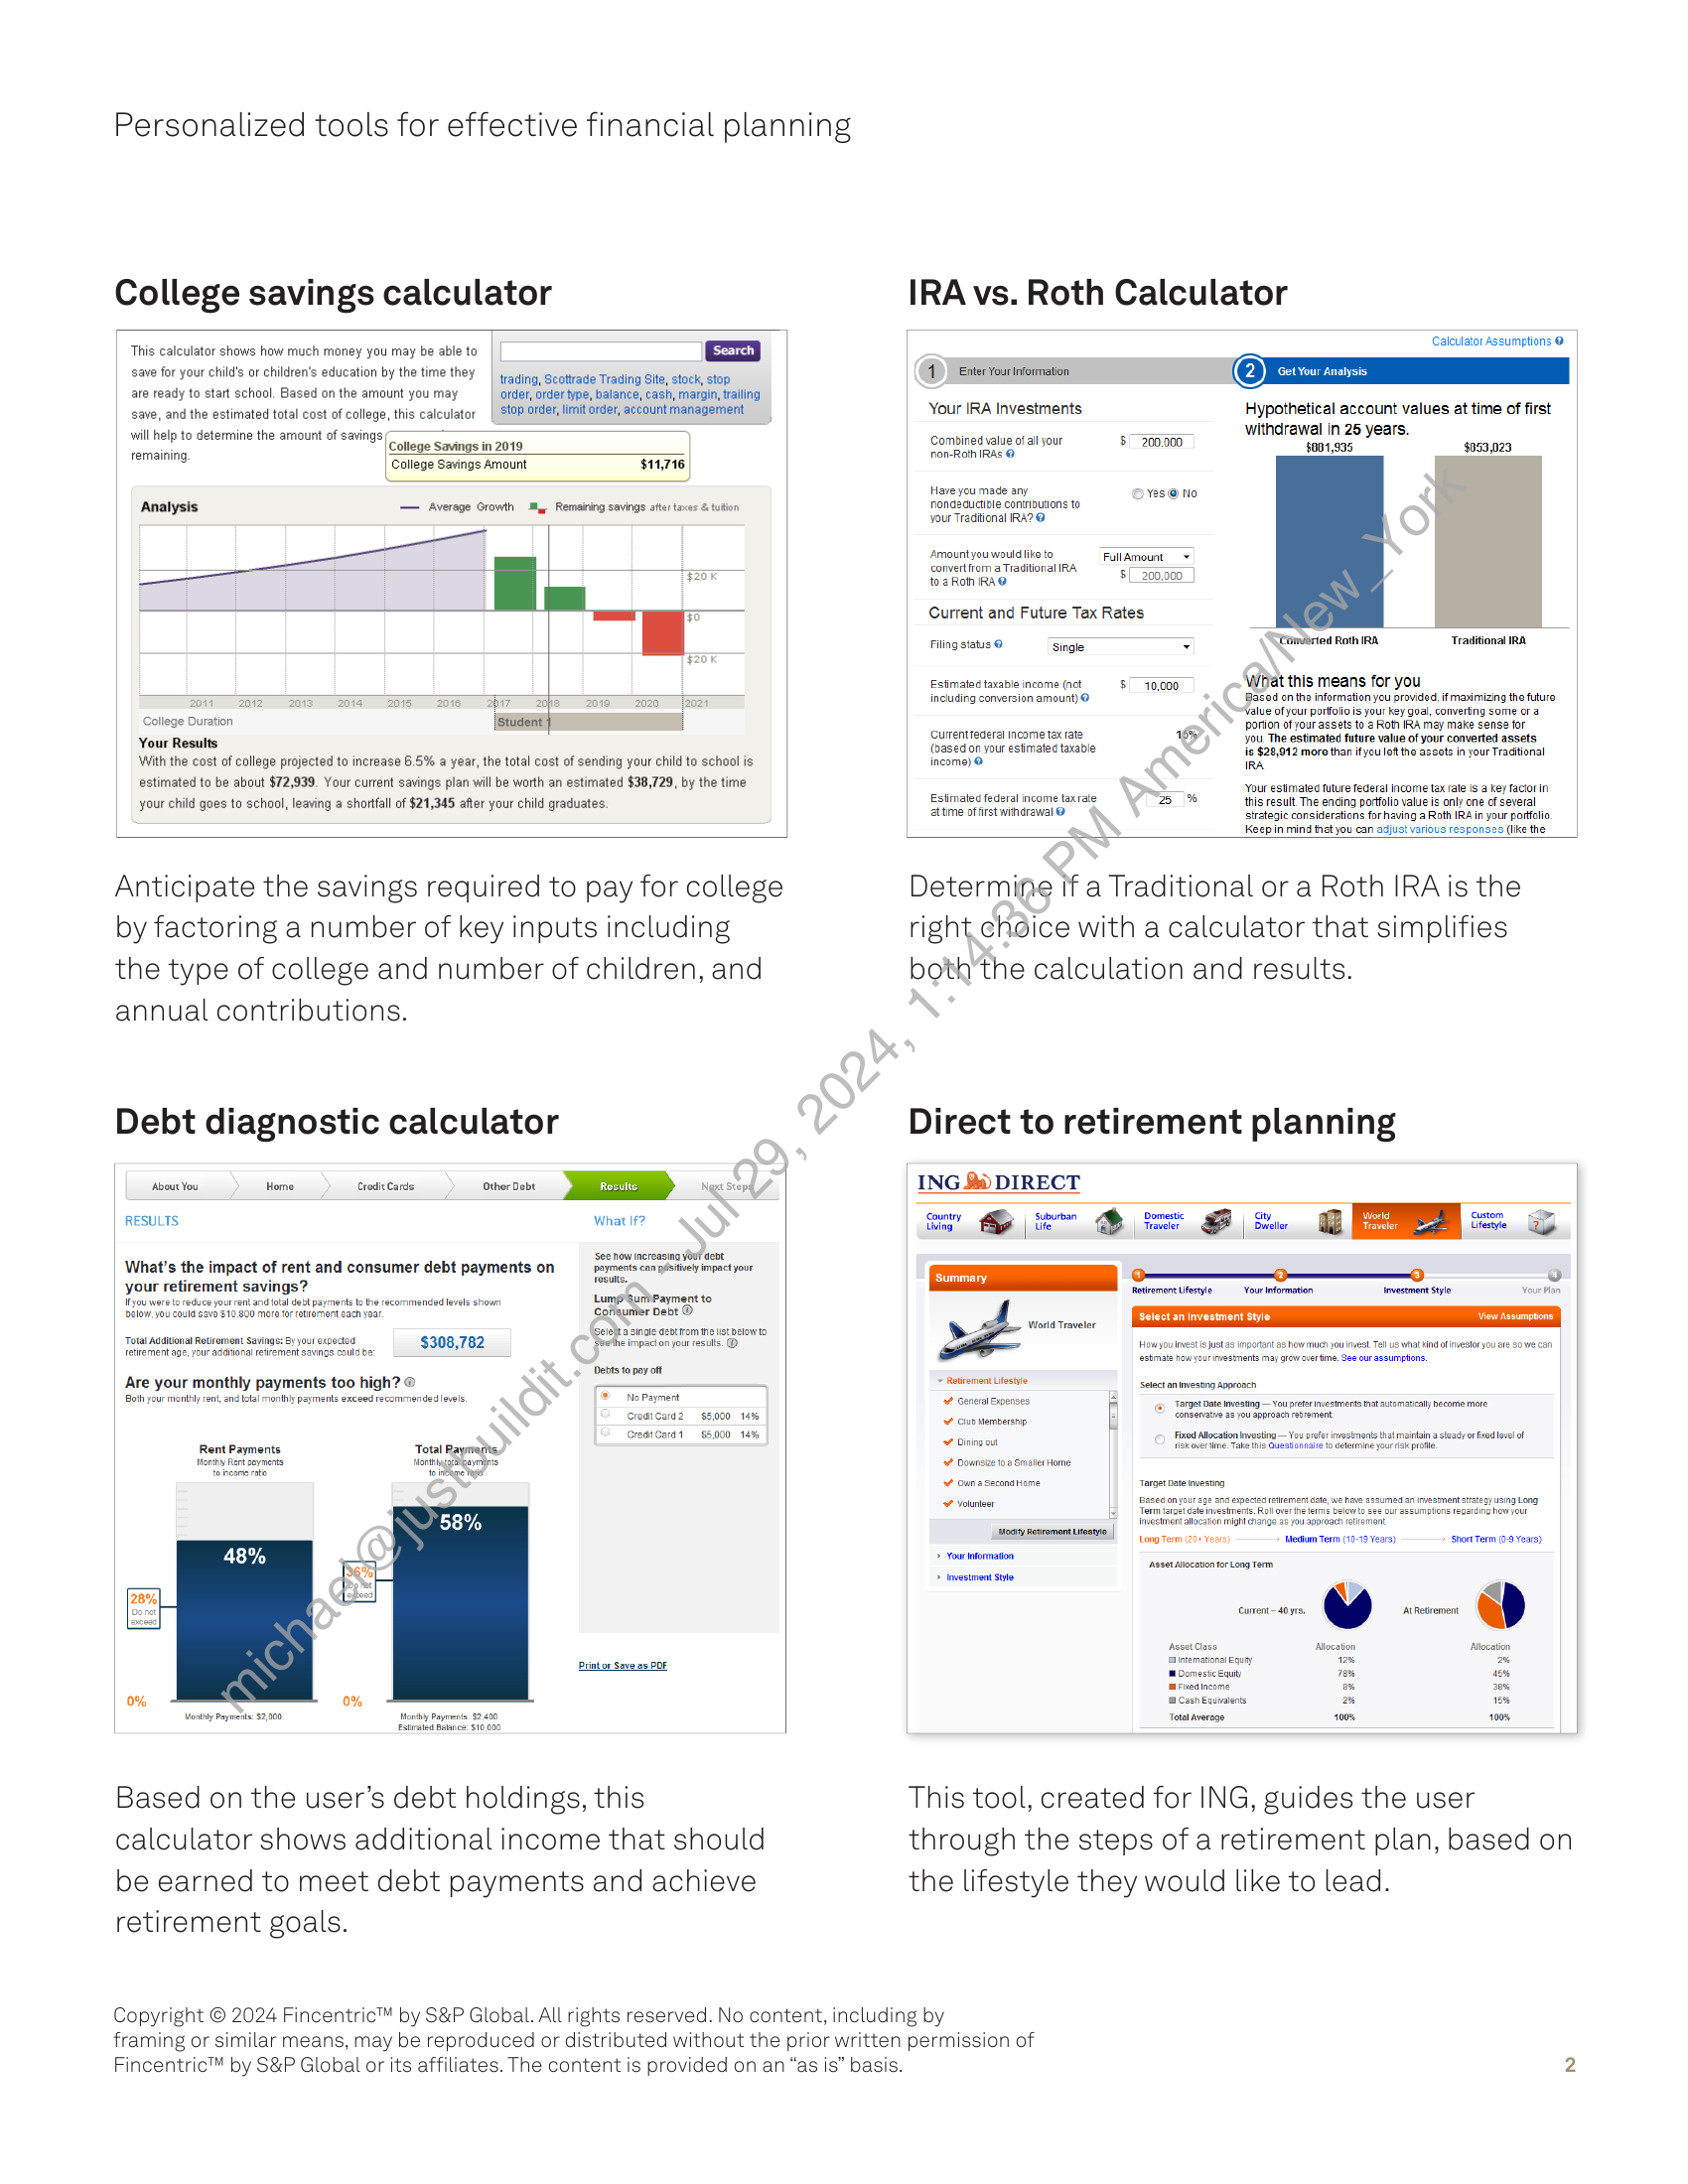 Personalized tools for effective financial planning
College savings calculator
This calculator shows how much money you may be able to
save for your child's or children's education by the time they
are ready to start school. Based on the amount you may
save, and the estimated total cost of college, this calculator
will help to determine the amount of savings
remaining.
Search
trading, Scottrade Trading Site, stock, stop
order, order type, balance, cash, margin, trailing
stop order, limit order, account management
College Savings in 2019
College Savings Amount $11,716
Analysis
Average Growth
Remaining savings after taxes & tuition
$20 K
$0
$20 K
2011 2012 2013 2014 2015 2016 2017 2018 2019 2020 2021
College Duration
Student 1
Your Results
With the cost of college projected to increase 6.5% a year, the total cost of sending your child to school is
estimated to be about $72,939. Your current savings plan will be worth an estimated $38,729, by the time
your child goes to school, leaving a shortfall of $21,345 after your child graduates.
Anticipate the savings required to pay for college
by factoring a number of key inputs including
the type of college and number of children, and
annual contributions.
IRA vs. Roth Calculator
Calculator Assumptions
1 Enter Your Information
2 Get Your Analysis
Your IRA Investments
Combined value of all your
non-Roth IRAs
$ 200,000
Have you made any
nondeductible contributions to
your Traditional IRA?
Yes No
Amount you would like to
convert from a Traditional IRA
to a Roth IRA
Full Amount
$ 200,000
Current and Future Tax Rates
Filing status
Single
Estimated taxable income (not
including conversion amount)
$ 10,000
Current federal income tax rate
(based on your estimated taxable
income)
15%
Estimated federal income tax rate
at time of first withdrawal
25 %
Hypothetical account values at time of first
withdrawal in 25 years.
$881,935
$853,023
Converted Roth IRA
Traditional IRA
What this means for you
Based on the information you provided, if maximizing the future
value of your portfolio is your key goal, converting some or a
portion of your assets to a Roth IRA may make sense for
you. The estimated future value of your converted assets
is $28,912 more than if you left the assets in your Traditional
IRA.
Your estimated future federal income tax rate is a key factor in
this result. The ending portfolio value is only one of several
strategic considerations for having a Roth IRA in your portfolio.
Keep in mind that you can adjust various responses (like the
Determine if a Traditional or a Roth IRA is the
right choice with a calculator that simplifies
both the calculation and results.
Debt diagnostic calculator
About You
Home
Credit Cards
Other Debt
Results
Next Steps
RESULTS
What's the impact of rent and consumer debt payments on
your retirement savings?
If you were to reduce your rent and total debt payments to the recommended levels shown
below, you could save $10,800 more for retirement each year.
Total Additional Retirement Savings: By your expected
retirement age, your additional retirement savings could be:
$308,782
Are your monthly payments too high?
Both your monthly rent, and total monthly payments exceed recommended levels.
Rent Payments
Monthly Rent payments
to income ratio
48%
28%
Do not
exceed
0%
Monthly Payments: $2,000
Total Payments
Monthly total payments
to income ratio
58%
36%
Do not
exceed
0%
Monthly Payments: $2,400
Estimated Balance: $10,000
What If?
See how increasing your debt
payments can positively impact your
results.
Lump Sum Payment to
Consumer Debt
Select a single debt from the list below to
see the impact on your results.
Debts to pay off
No Payment
Credit Card 2 $5,000 14%
Credit Card 1 $5,000 14%
Print or Save as PDF
Based on the user’s debt holdings, this
calculator shows additional income that should
be earned to meet debt payments and achieve
retirement goals.
Direct to retirement planning
ING DIRECT
Country
Living
Suburban
Life
Domestic
Traveler
City
Dweller
World
Traveler
Custom
Lifestyle
?
Summary
World Traveler
Retirement Lifestyle
General Expenses
Club Membership
Dining out
Downsize to a Smaller Home
Own a Second Home
Volunteer
Modify Retirement Lifestyle
Your Information
Investment Style
1 2 3 4
Retirement Lifestyle
Your Information
Investment Style
Your Plan
Select an Investment Style
View Assumptions
How you invest is just as important as how much you invest. Tell us what kind of investor you are so we can
estimate how your investments may grow over time. See our assumptions.
Select an Investing Approach
Target Date Investing — You prefer investments that automatically become more
conservative as you approach retirement.
Fixed Allocation Investing — You prefer investments that maintain a steady or fixed level of
risk over time. Take this Questionnaire to determine your risk profile.
Target Date Investing
Based on your age and expected retirement date, we have assumed an investment strategy using Long
Term target date investments. Roll over the terms below to see our assumptions regarding how your
investment allocation might change as you approach retirement.
Long Term (20+ Years)
Medium Term (10-19 Years)
Short Term (0-9 Years)
Asset Allocation for Long Term
Current – 40 yrs.
At Retirement
Asset Class Allocation Allocation
International Equity 12% 2%
Domestic Equity 78% 45%
Fixed Income 8% 38%
Cash Equivalents 2% 15%
Total Average 100% 100%
This tool, created for ING, guides the user
through the steps of a retirement plan, based on
the lifestyle they would like to lead.
michael@justbuildit.com - Jul 29, 2024, 1:14:36 PM America/New_York
Copyright © 2024 Fincentric™ by S&P Global. All rights reserved. No content, including by
framing or similar means, may be reproduced or distributed without the prior written permission of
Fincentric™ by S&P Global or its affiliates. The content is provided on an “as is” basis.
2